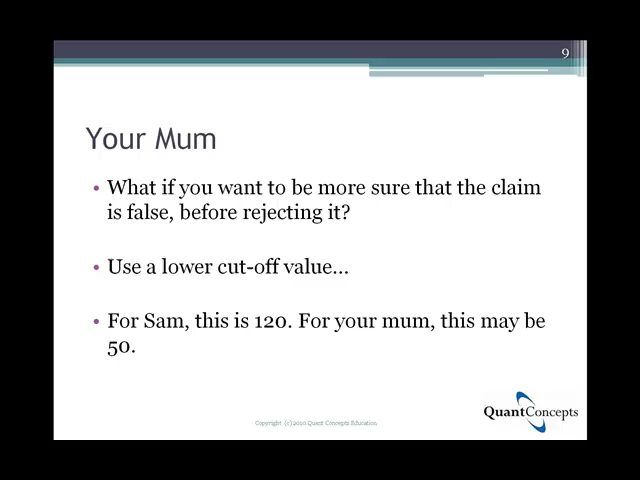 9
Your Mum
• What if you want to be more sure that the claim
is false, before rejecting it?
• Use a lower cut-off value...
• For Sam, this is 120. For your mum, this may be
50.
QuantConcepts
Copyright (c) 2010 Quant Concepts Education